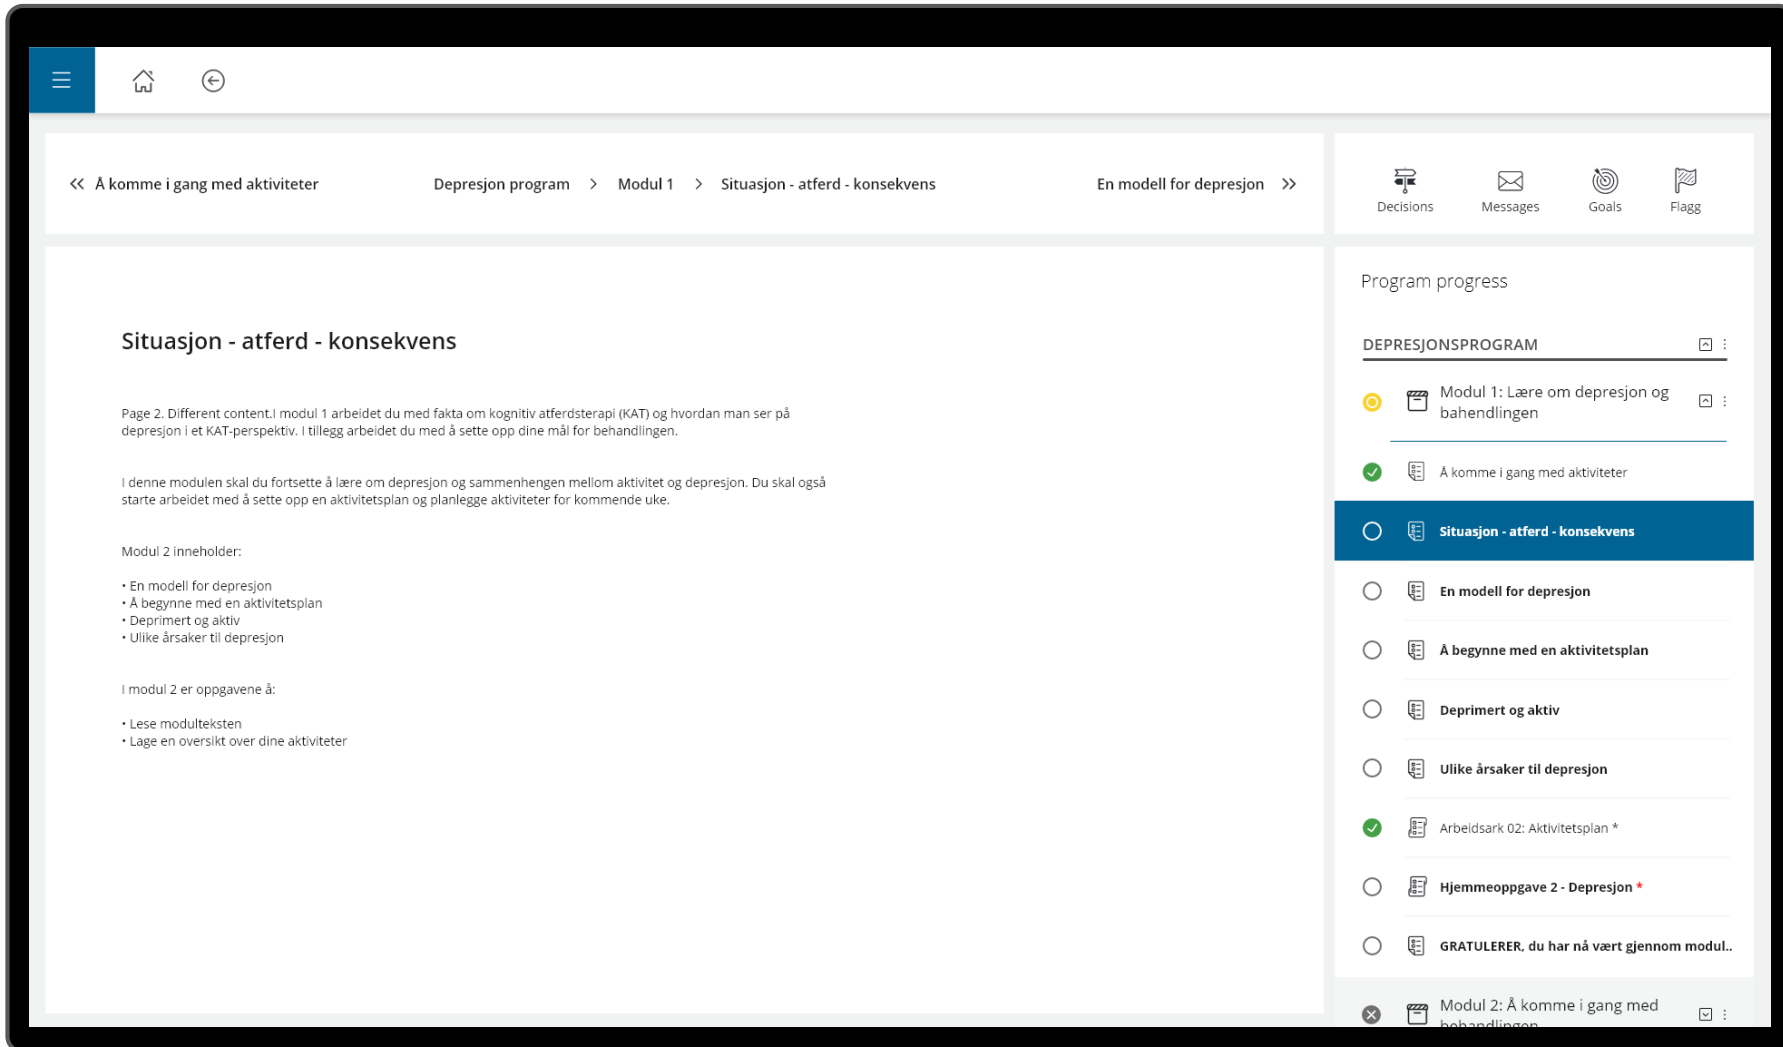 Å komme i gang med aktiviteter
Depresjon program > Modul 1 > Situasjon - atferd - konsekvens
En modell for depresjon
Decisions
Messages
Goals
Flagg
Situasjon - atferd - konsekvens
Page 2. Different content.I modul 1 arbeidet du med fakta om kognitiv atferdsterapi (KAT) og hvordan man ser på
depresjon i et KAT-perspektiv. I tillegg arbeidet du med å sette opp dine mål for behandlingen.
I denne modulen skal du fortsette å lære om depresjon og sammenhengen mellom aktivitet og depresjon. Du skal også
starte arbeidet med å sette opp en aktivitetsplan og planlegge aktiviteter for kommende uke.
Modul 2 inneholder:
• En modell for depresjon
• Å begynne med en aktivitetsplan
• Deprimert og aktiv
• Ulike årsaker til depresjon
I modul 2 er oppgavene å:
• Lese modulteksten
• Lage en oversikt over dine aktiviteter
Program progress
DEPRESJONSPROGRAM
Modul 1: Lære om depresjon og
bahendlingen
Å komme i gang med aktiviteter
Situasjon - atferd - konsekvens
En modell for depresjon
Å begynne med en aktivitetsplan
Deprimert og aktiv
Ulike årsaker til depresjon
Arbeidsark 02: Aktivitetsplan *
Hjemmeoppgave 2 - Depresjon *
GRATULERER, du har nå vært gjennom modul..
Modul 2: Å komme i gang med
behandlingen